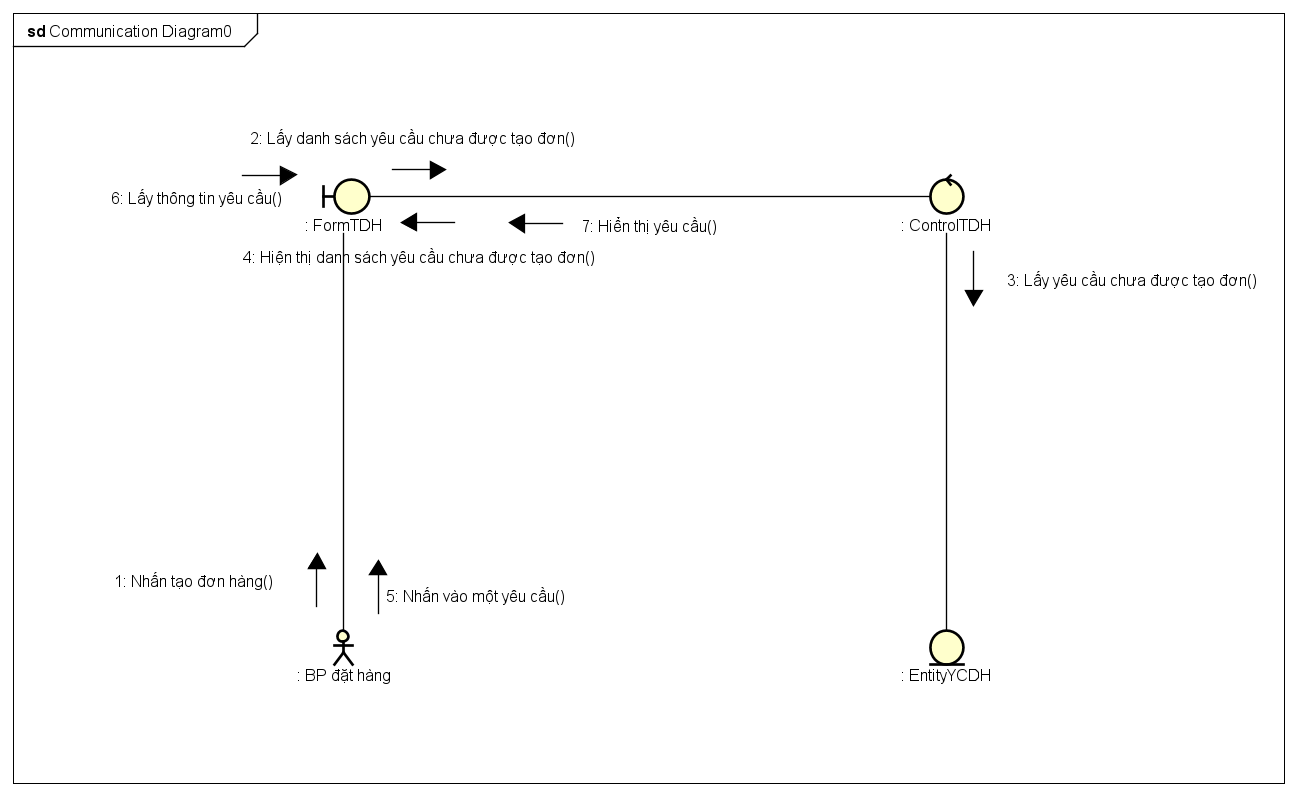 sd Communication Diagram0
2: Lấy danh sách yêu cầu chưa được tạo đơn()
6: Lấy thông tin yêu cầu()
: FormTDH
7: Hiển thị yêu cầu()
: ControlTDH
4: Hiện thị danh sách yêu cầu chưa được tạo đơn()
3: Lấy yêu cầu chưa được tạo đơn()
1: Nhấn tạo đơn hàng()
5: Nhấn vào một yêu cầu()
: BP đặt hàng
: EntityYCDH